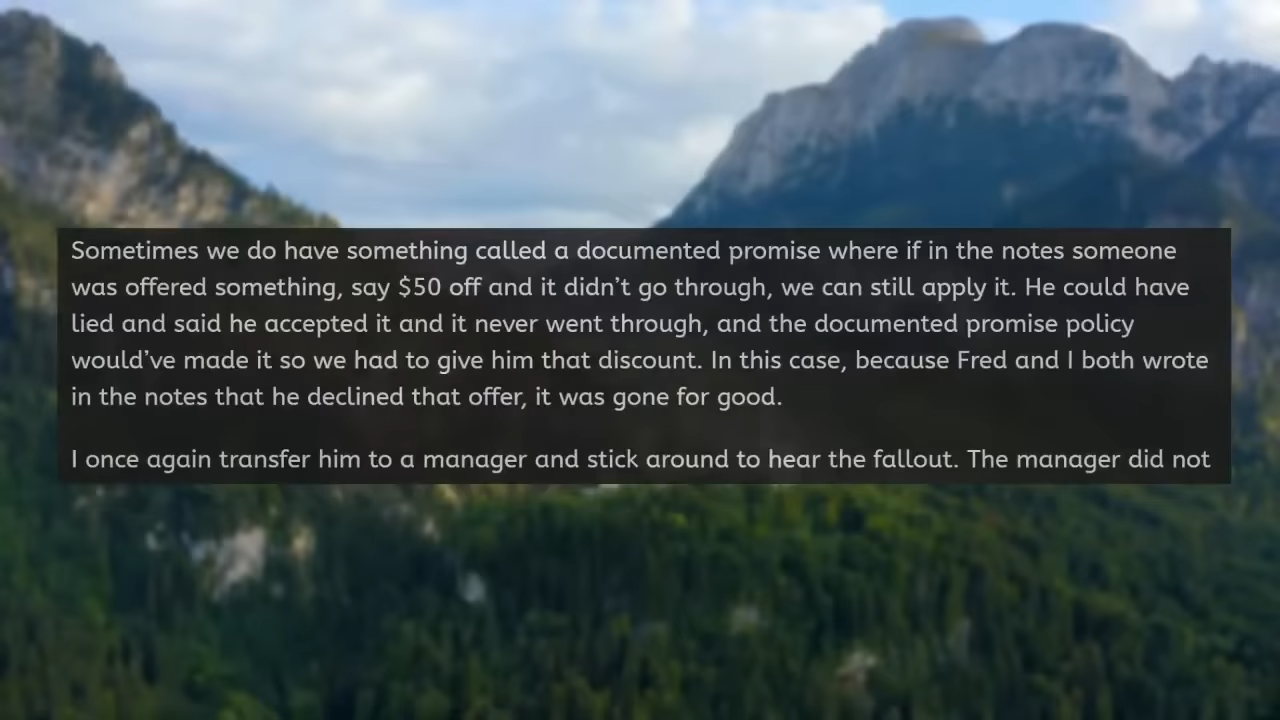 Sometimes we do have something called a documented promise where if in the notes someone
was offered something, say $50 off and it didn’t go through, we can still apply it. He could have
lied and said he accepted it and it never went through, and the documented promise policy
would’ve made it so we had to give him that discount. In this case, because Fred and I both wrote
in the notes that he declined that offer, it was gone for good.
I once again transfer him to a manager and stick around to hear the fallout. The manager did not